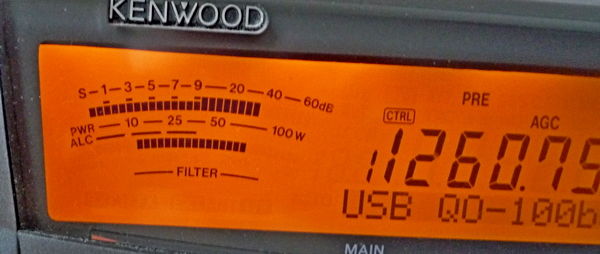 KENWOOD
S-1-3-5-7-9-20-40-60dB
PWR 10 25 50 100W
ALC
FILTER
PRE
AGC
CTRL
1260.79
USB QO-100b
MAIN